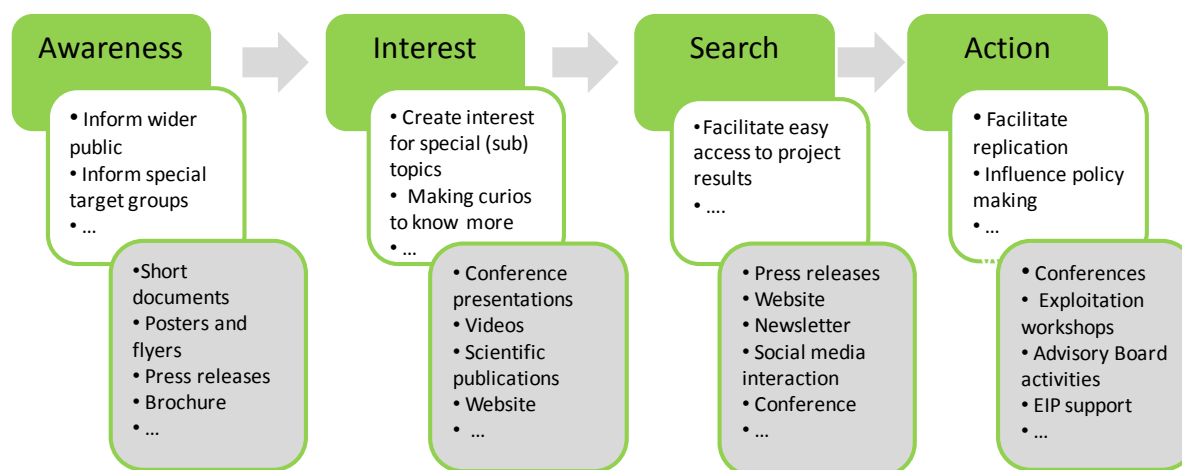 Awareness
• Inform wider
public
• Inform special
target groups
• ...
•Short
documents
• Posters and
flyers
• Press releases
• Brochure
• ...
Interest
• Create interest
for special (sub)
topics
• Making curios
to know more
• ...
• Conference
presentations
• Videos
• Scientific
publications
• Website
• ...
Search
•Facilitate easy
access to project
results
• ....
• Press releases
• Website
• Newsletter
• Social media
interaction
• Conference
• ...
Action
• Facilitate
replication
• Influence policy
making
• ...
• Conferences
• Exploitation
workshops
• Advisory Board
activities
• EIP support
• ...